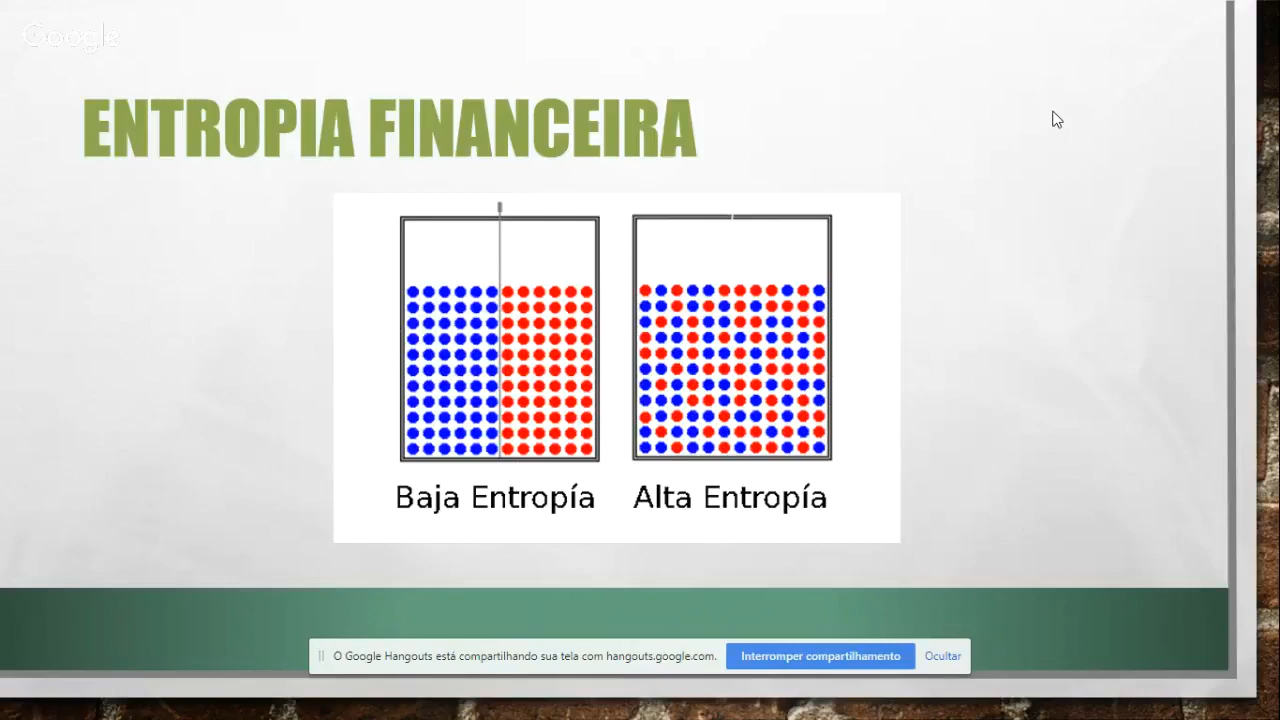 Google
ENTROPIA FINANCEIRA
Baja Entropía
Alta Entropía
O Google Hangouts está compartilhando sua tela com hangouts.google.com.
Interromper compartilhamento
Ocultar